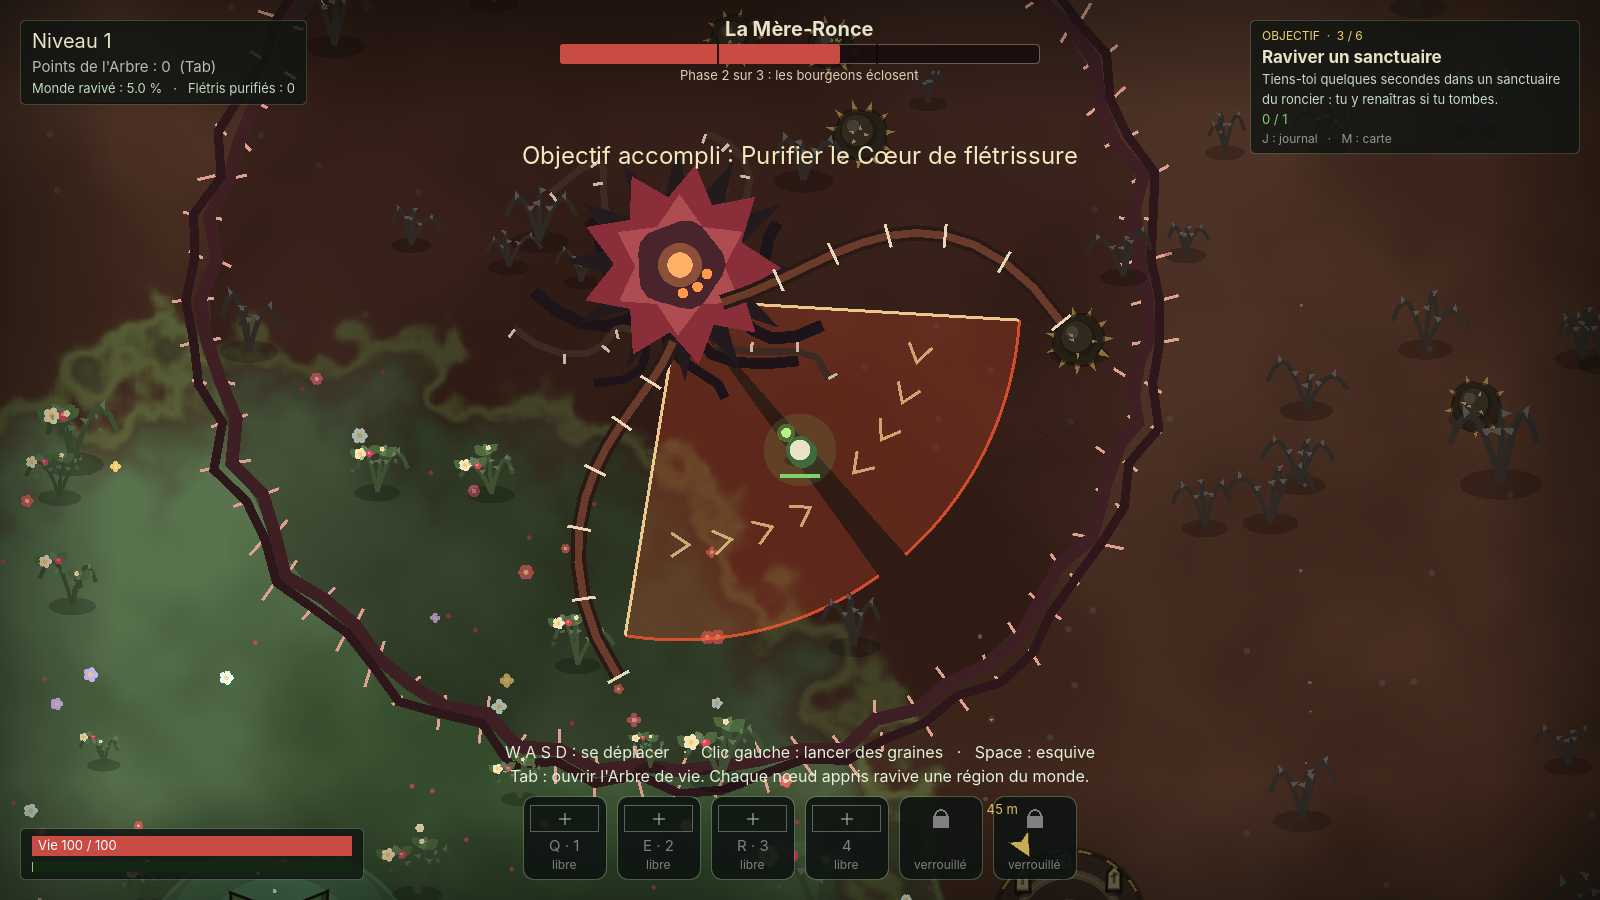 Niveau 1
Points de l'Arbre : 0 (Tab)
Monde ravivé : 5.0 % · Flétris purifiés : 0
La Mère-Ronce
Phase 2 sur 3 : les bourgeons éclosent
OBJECTIF · 3 / 6
Raviver un sanctuaire
Tiens-toi quelques secondes dans un sanctuaire
du roncier : tu y renaîtras si tu tombes.
0 / 1
J : journal · M : carte
Objectif accompli : Purifier le Cœur de flétrissure
W A S D : se déplacer · Clic gauche : lancer des graines · Space : esquive
Tab : ouvrir l'Arbre de vie. Chaque nœud appris ravive une région du monde.
45 m
Q · 1
libre
E · 2
libre
R · 3
libre
4
libre
verrouillé
verrouillé
Vie 100 / 100